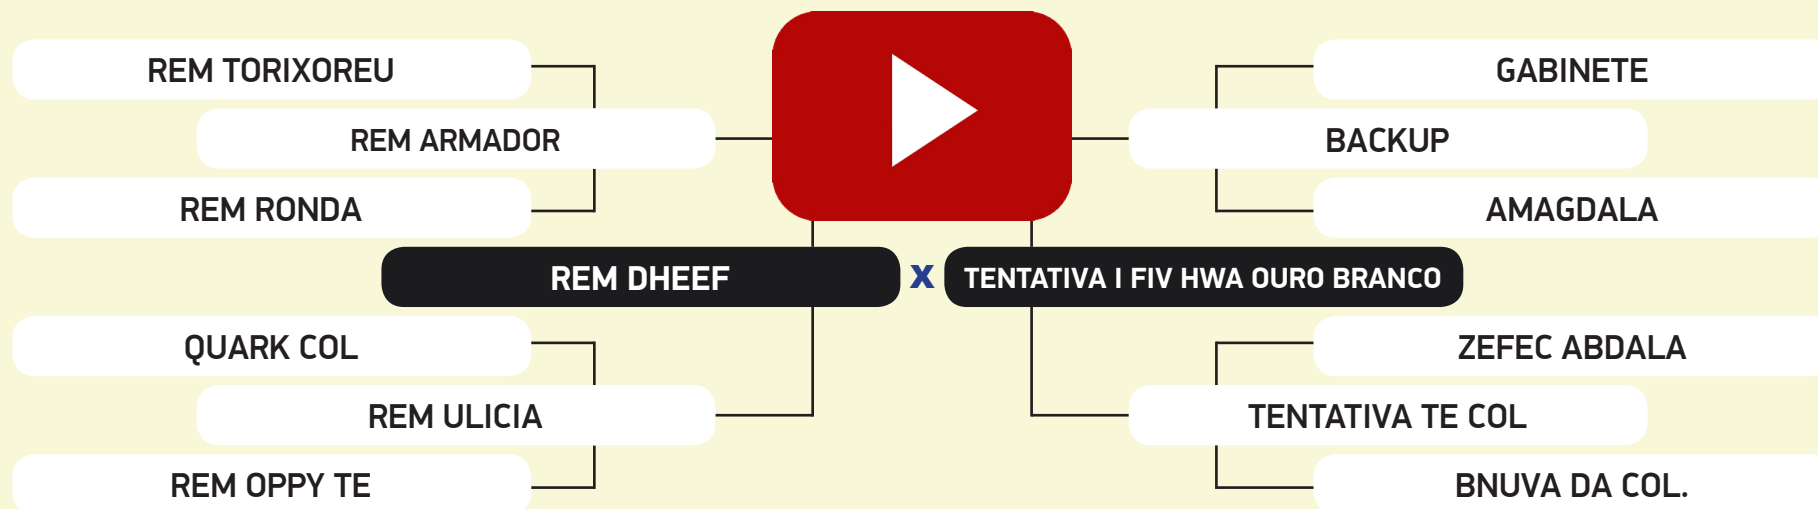 REM TORIXOREU
GABINETE
REM ARMADOR
BACKUP
REM RONDA
AMAGDALA
REM DHEEF X TENTATIVA I FIV HWA OURO BRANCO
QUARK COL
ZEFEC ABDALA
REM ULICIA
TENTATIVA TE COL
REM OPPY TE
BNUVA DA COL.